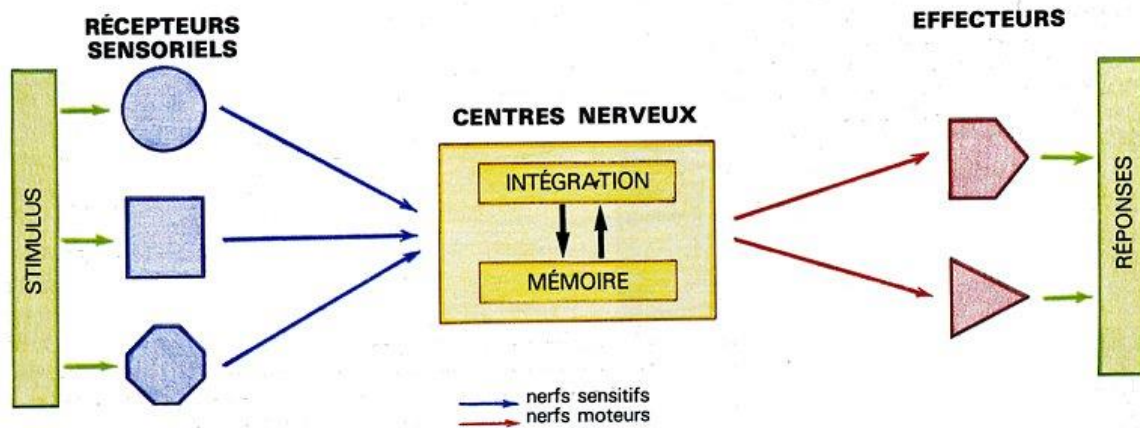 RÉCEPTEURS
SENSORIELS
EFFECTEURS
STIMULUS
CENTRES NERVEUX
INTÉGRATION
MÉMOIRE
RÉPONSES
nerfs sensitifs
nerfs moteurs